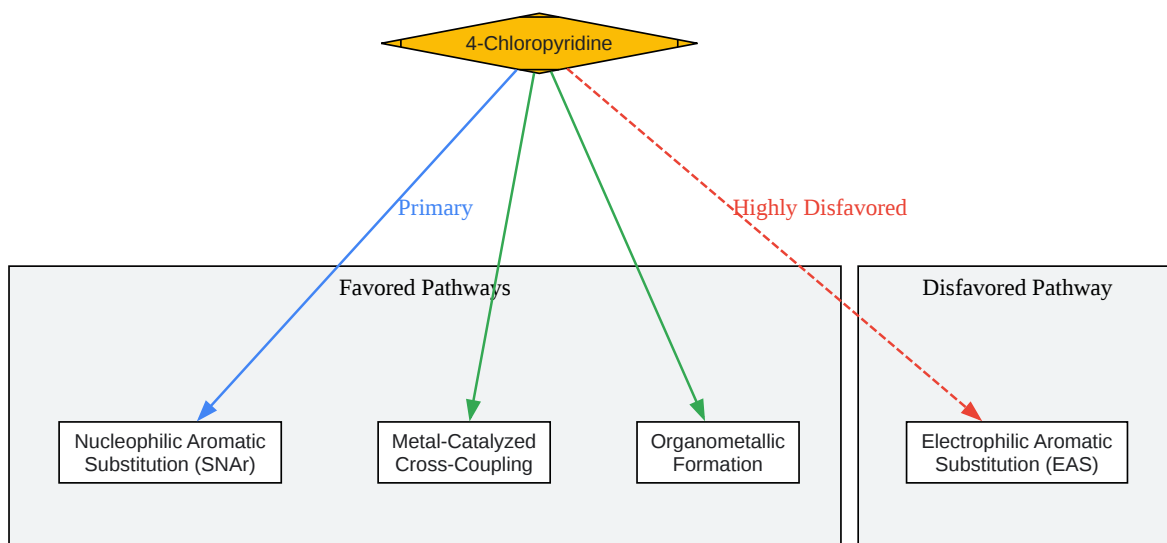 4-Chloropyridine
Primary
Highly Disfavored
Favored Pathways
Disfavored Pathway
Nucleophilic Aromatic
Substitution (SNAr)
Metal-Catalyzed
Cross-Coupling
Organometallic
Formation
Electrophilic Aromatic
Substitution (EAS)